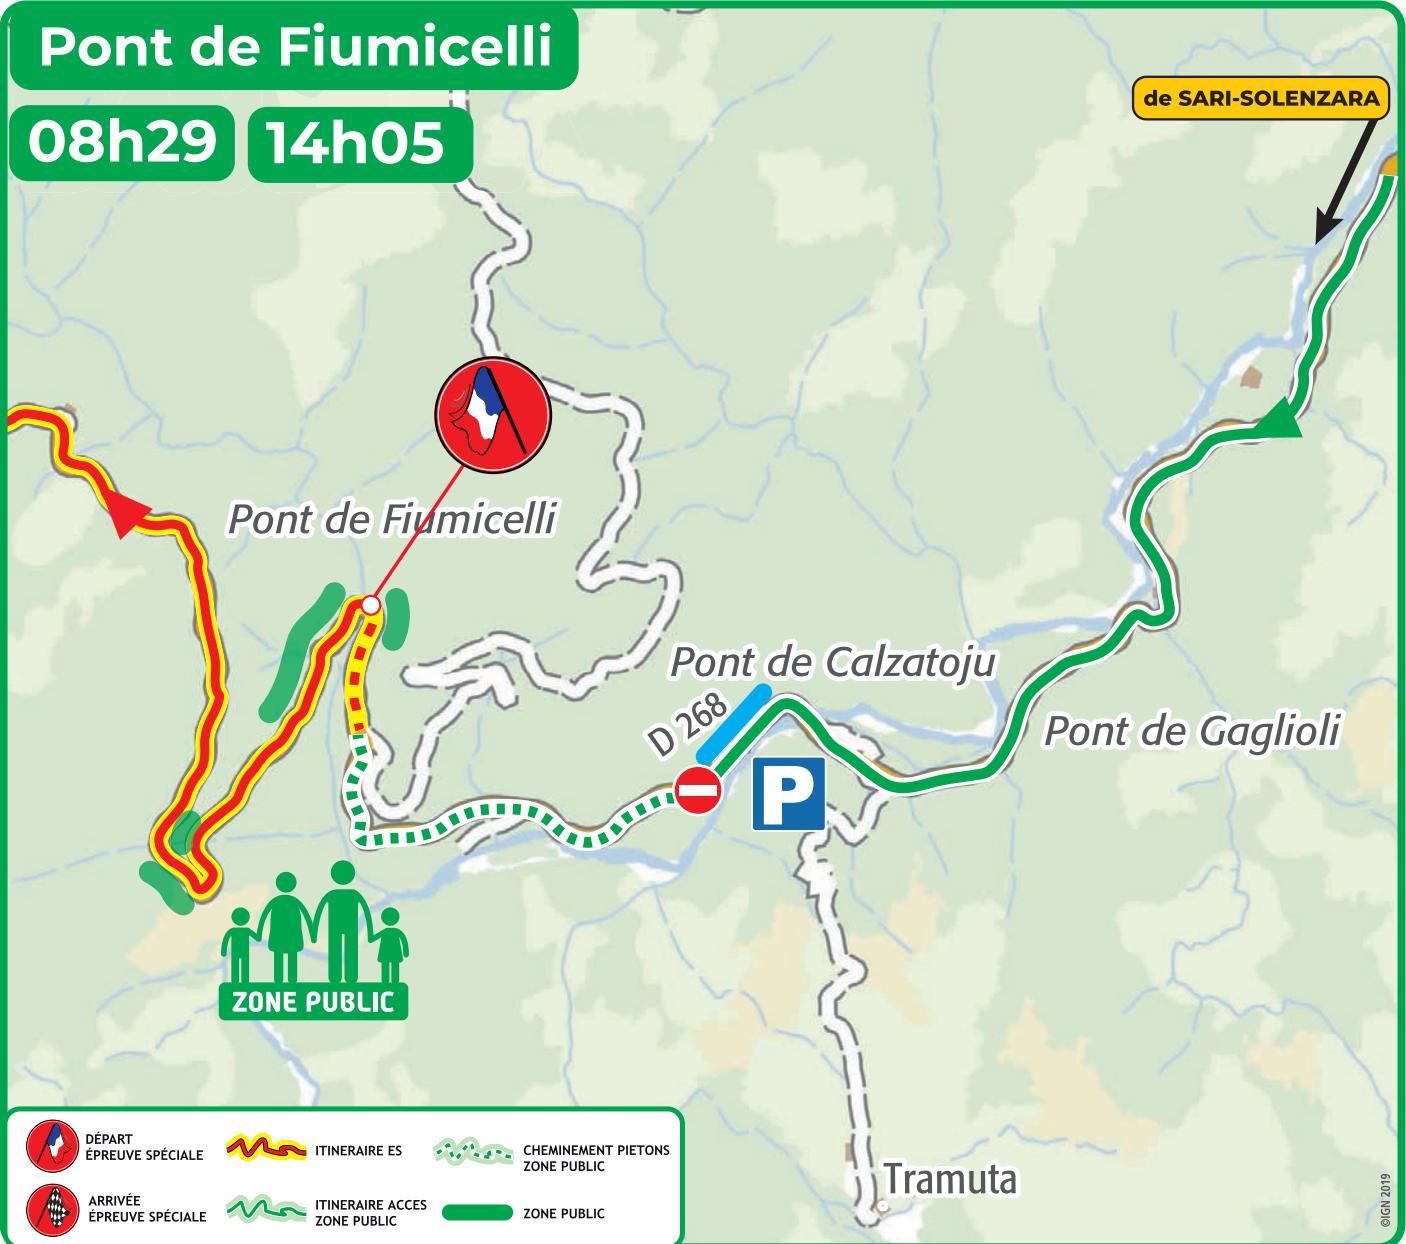 Pont de Fiumicelli
08h29 14h05
de SARI-SOLENZARA
Pont de Fiumicelli
Pont de Calzatoju
D 268
Pont de Gaglioli
P
ZONE PUBLIC
Tramuta
DÉPART
ÉPREUVE SPÉCIALE
ITINERAIRE ES
CHEMINEMENT PIETONS
ZONE PUBLIC
ARRIVÉE
ÉPREUVE SPÉCIALE
ITINERAIRE ACCES
ZONE PUBLIC
ZONE PUBLIC
©IGN 2019